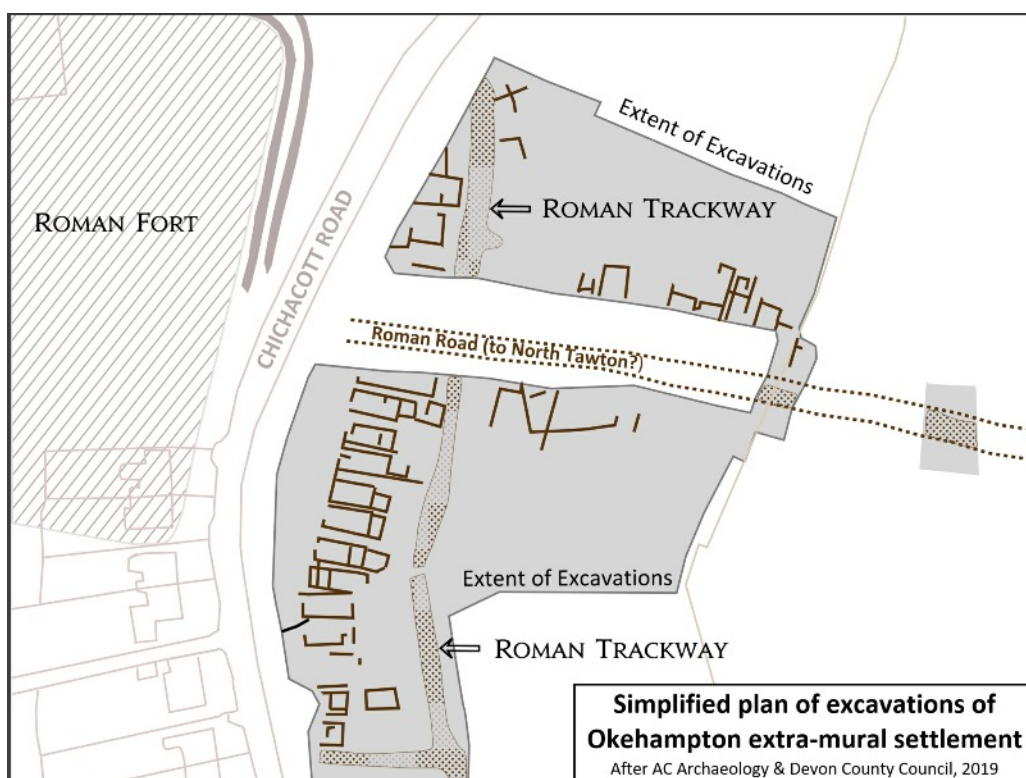 Extent of Excavations
ROMAN FORT
CHICHACOTT ROAD
ROMAN TRACKWAY
Roman Road (to North Tawton?)
Extent of Excavations
ROMAN TRACKWAY
Simplified plan of excavations of
Okehampton extra-mural settlement
After AC Archaeology & Devon County Council, 2019